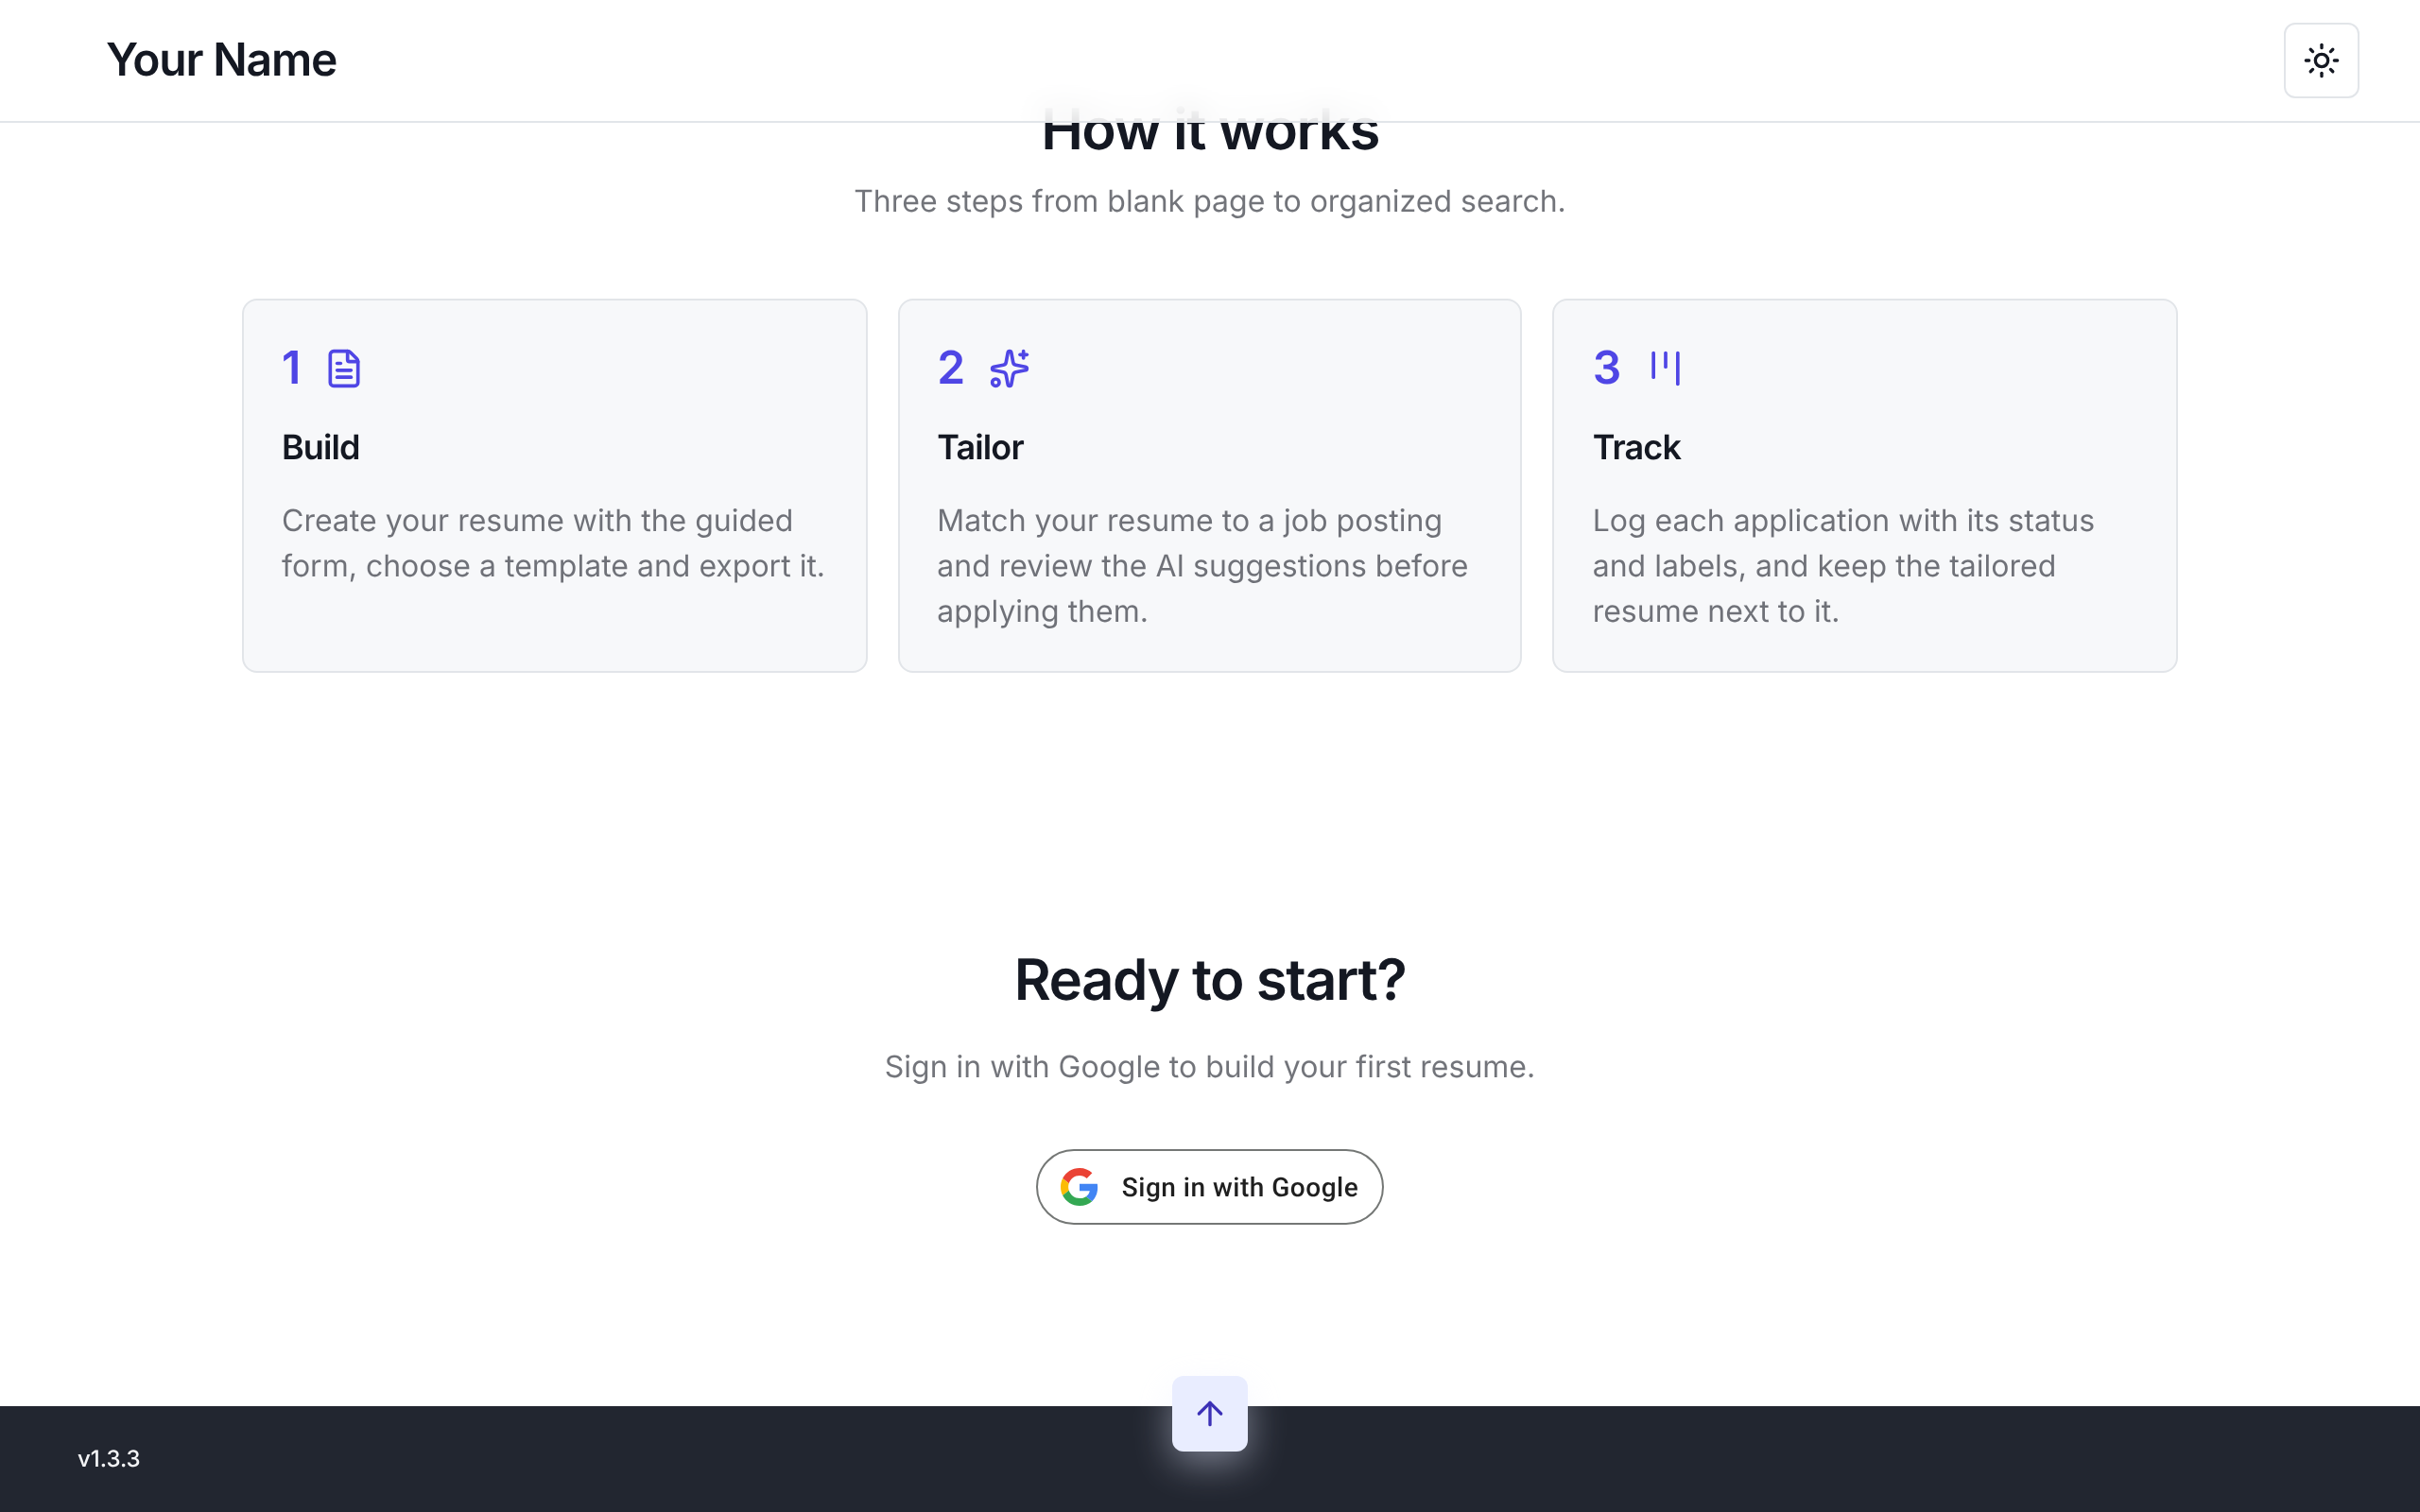 Your Name
How it works
Three steps from blank page to organized search.
1
Build
Create your resume with the guided
form, choose a template and export it.
2
Tailor
Match your resume to a job posting
and review the AI suggestions before
applying them.
3
Track
Log each application with its status
and labels, and keep the tailored
resume next to it.
Ready to start?
Sign in with Google to build your first resume.
Sign in with Google
v1.3.3